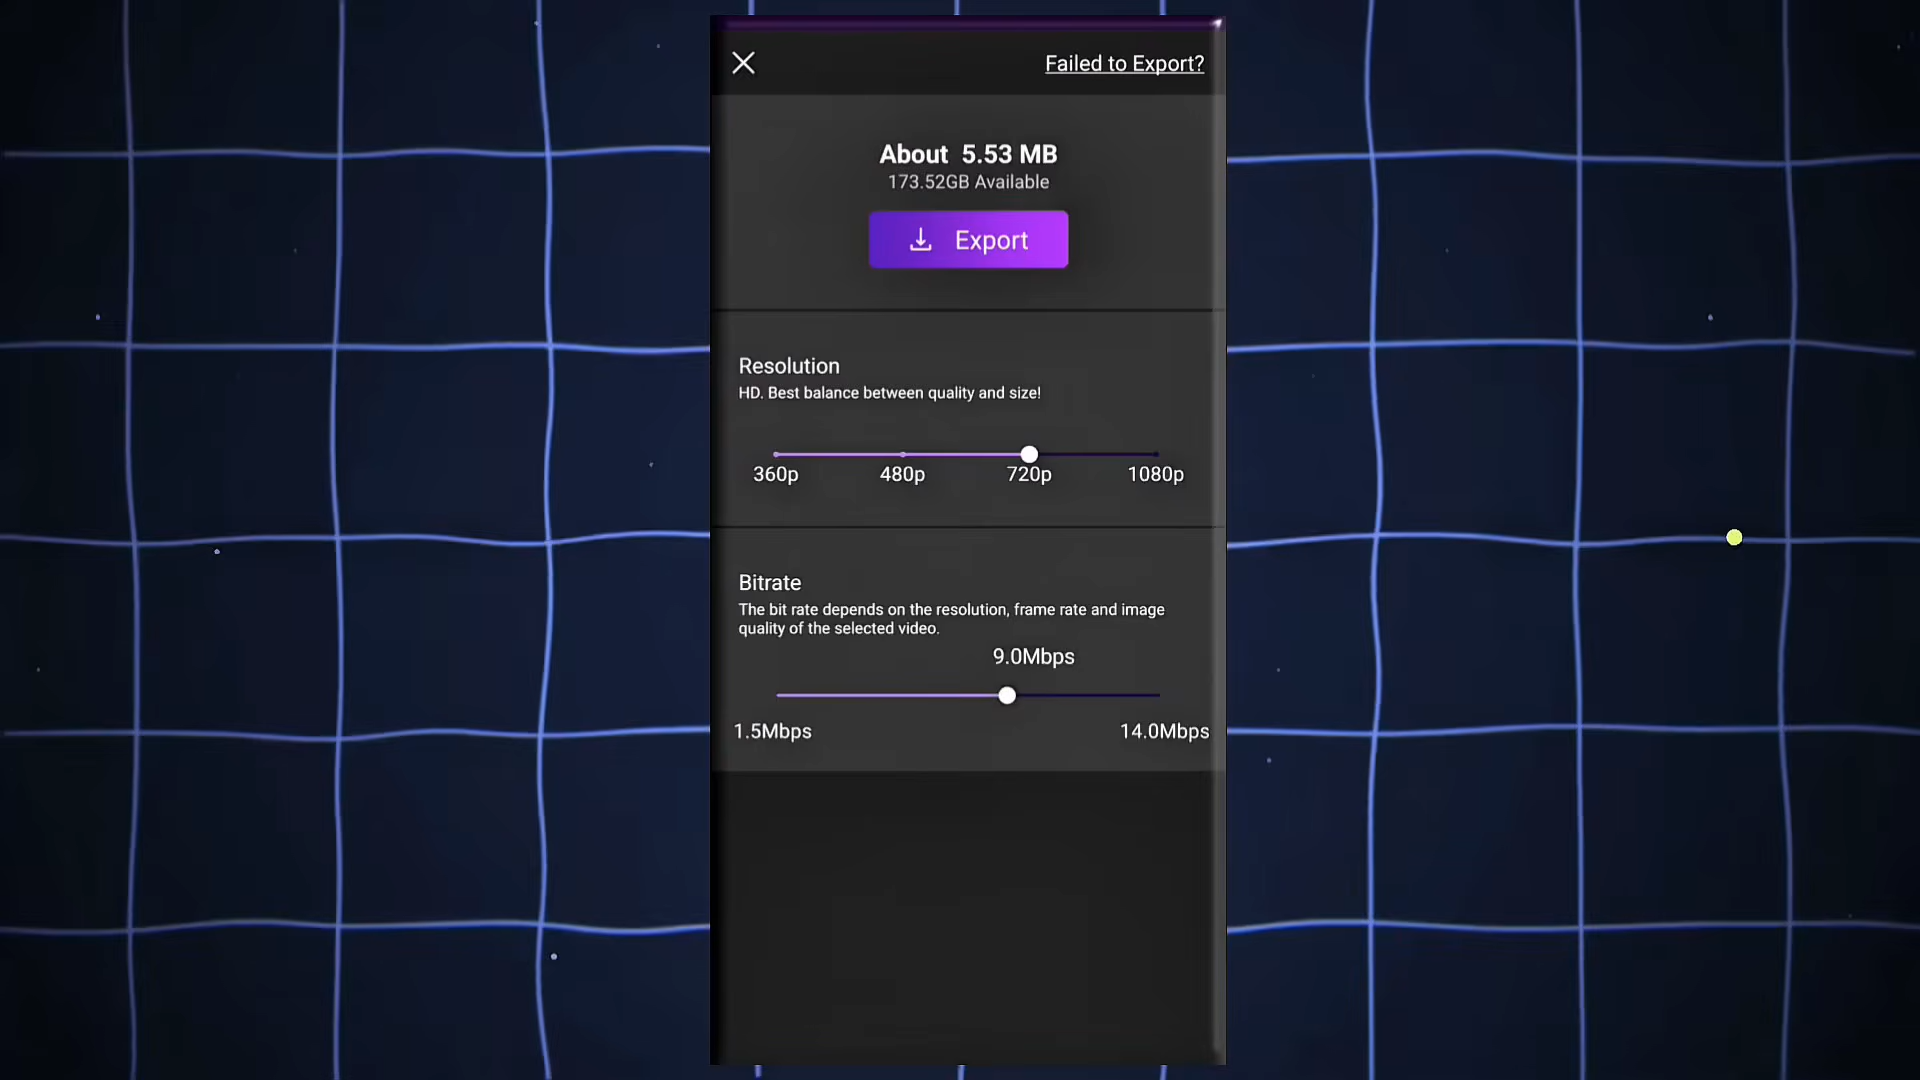 Failed to Export?
About 5.53 MB
173.52GB Available
Export
Resolution
HD. Best balance between quality and size!
360p 480p 720p 1080p
Bitrate
The bit rate depends on the resolution, frame rate and image
quality of the selected video.
9.0Mbps
1.5Mbps 14.0Mbps